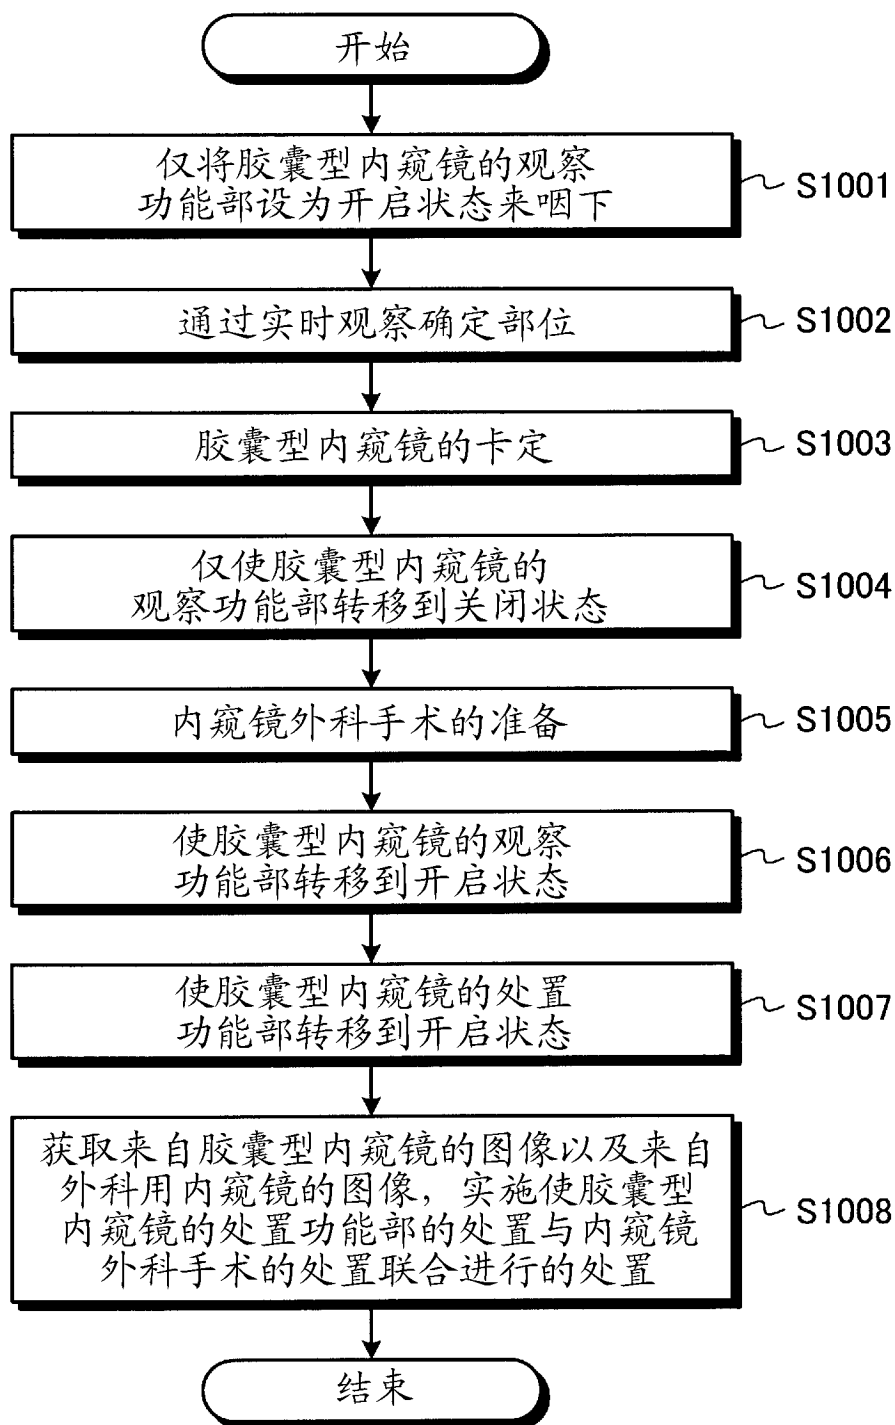 开始
仅将胶囊型内窥镜的观察
功能部设为开启状态来咽下
S1001
通过实时观察确定部位
S1002
胶囊型内窥镜的卡定
S1003
仅使胶囊型内窥镜的
观察功能部转移到关闭状态
S1004
内窥镜外科手术的准备
S1005
使胶囊型内窥镜的观察
功能部转移到开启状态
S1006
使胶囊型内窥镜的处置
功能部转移到开启状态
S1007
获取来自胶囊型内窥镜的图像以及来自
外科用内窥镜的图像，实施使胶囊型
内窥镜的处置功能部的处置与内窥镜
外科手术的处置联合进行的处置
S1008
结束